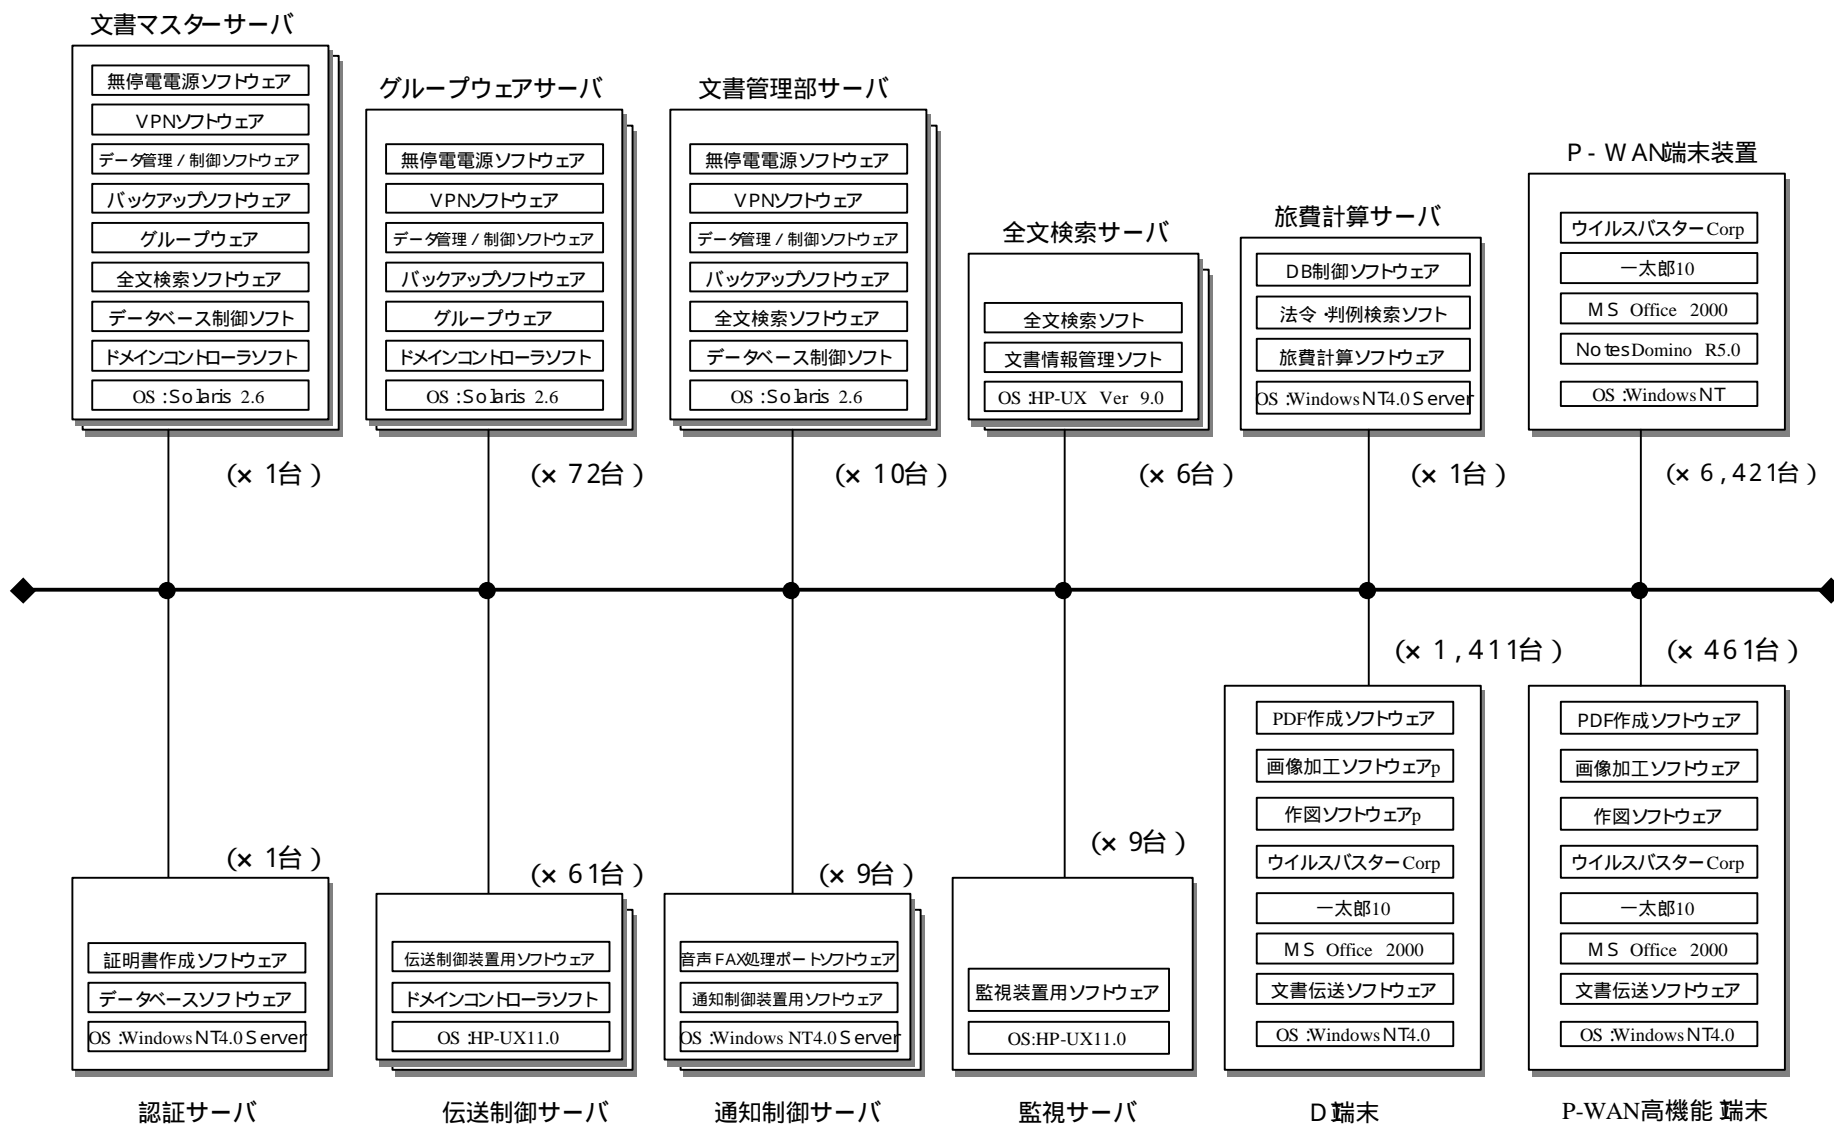 文書マスターサーバ
無停電電源ソフトウェア
VPNソフトウェア
データ管理/制御ソフトウェア
バックアップソフトウェア
グループウェア
全文検索ソフトウェア
データベース制御ソフト
ドメインコントローラソフト
OS:Solaris 2.6
(× 1台)
グループウェアサーバ
無停電電源ソフトウェア
VPNソフトウェア
データ管理/制御ソフトウェア
バックアップソフトウェア
グループウェア
ドメインコントローラソフト
OS:Solaris 2.6
(× 72台)
文書管理部サーバ
無停電電源ソフトウェア
VPNソフトウェア
データ管理/制御ソフトウェア
バックアップソフトウェア
全文検索ソフトウェア
データベース制御ソフト
OS:Solaris 2.6
(× 10台)
全文検索サーバ
全文検索ソフト
文書情報管理ソフト
OS:HP-UX Ver 9.0
(× 6台)
旅費計算サーバ
DB制御ソフトウェア
法令・判例検索ソフト
旅費計算ソフトウェア
OS:Windows NT4.0 Server
(× 1台)
P-WAN端末装置
ウイルスバスターCorp
一太郎10
MS Office 2000
NotesDomino R5.0
OS:Windows NT
(× 6,421台)
(× 1台)
証明書作成ソフトウェア
データベースソフトウェア
OS:Windows NT4.0 Server
認証サーバ
(× 61台)
伝送制御装置用ソフトウェア
ドメインコントローラソフト
OS:HP-UX11.0
伝送制御サーバ
(× 9台)
音声FAX処理ポートソフトウェア
通知制御装置用ソフトウェア
OS:Windows NT4.0 Server
通知制御サーバ
(× 9台)
監視装置用ソフトウェア
OS:HP-UX11.0
監視サーバ
(× 1,411台)
PDF作成ソフトウェア
画像加工ソフトウェアp
作図ソフトウェアp
ウイルスバスターCorp
一太郎10
MS Office 2000
文書伝送ソフトウェア
OS:Windows NT4.0
D端末
(× 461台)
PDF作成ソフトウェア
画像加工ソフトウェア
作図ソフトウェア
ウイルスバスターCorp
一太郎10
MS Office 2000
文書伝送ソフトウェア
OS:Windows NT4.0
P-WAN高機能端末